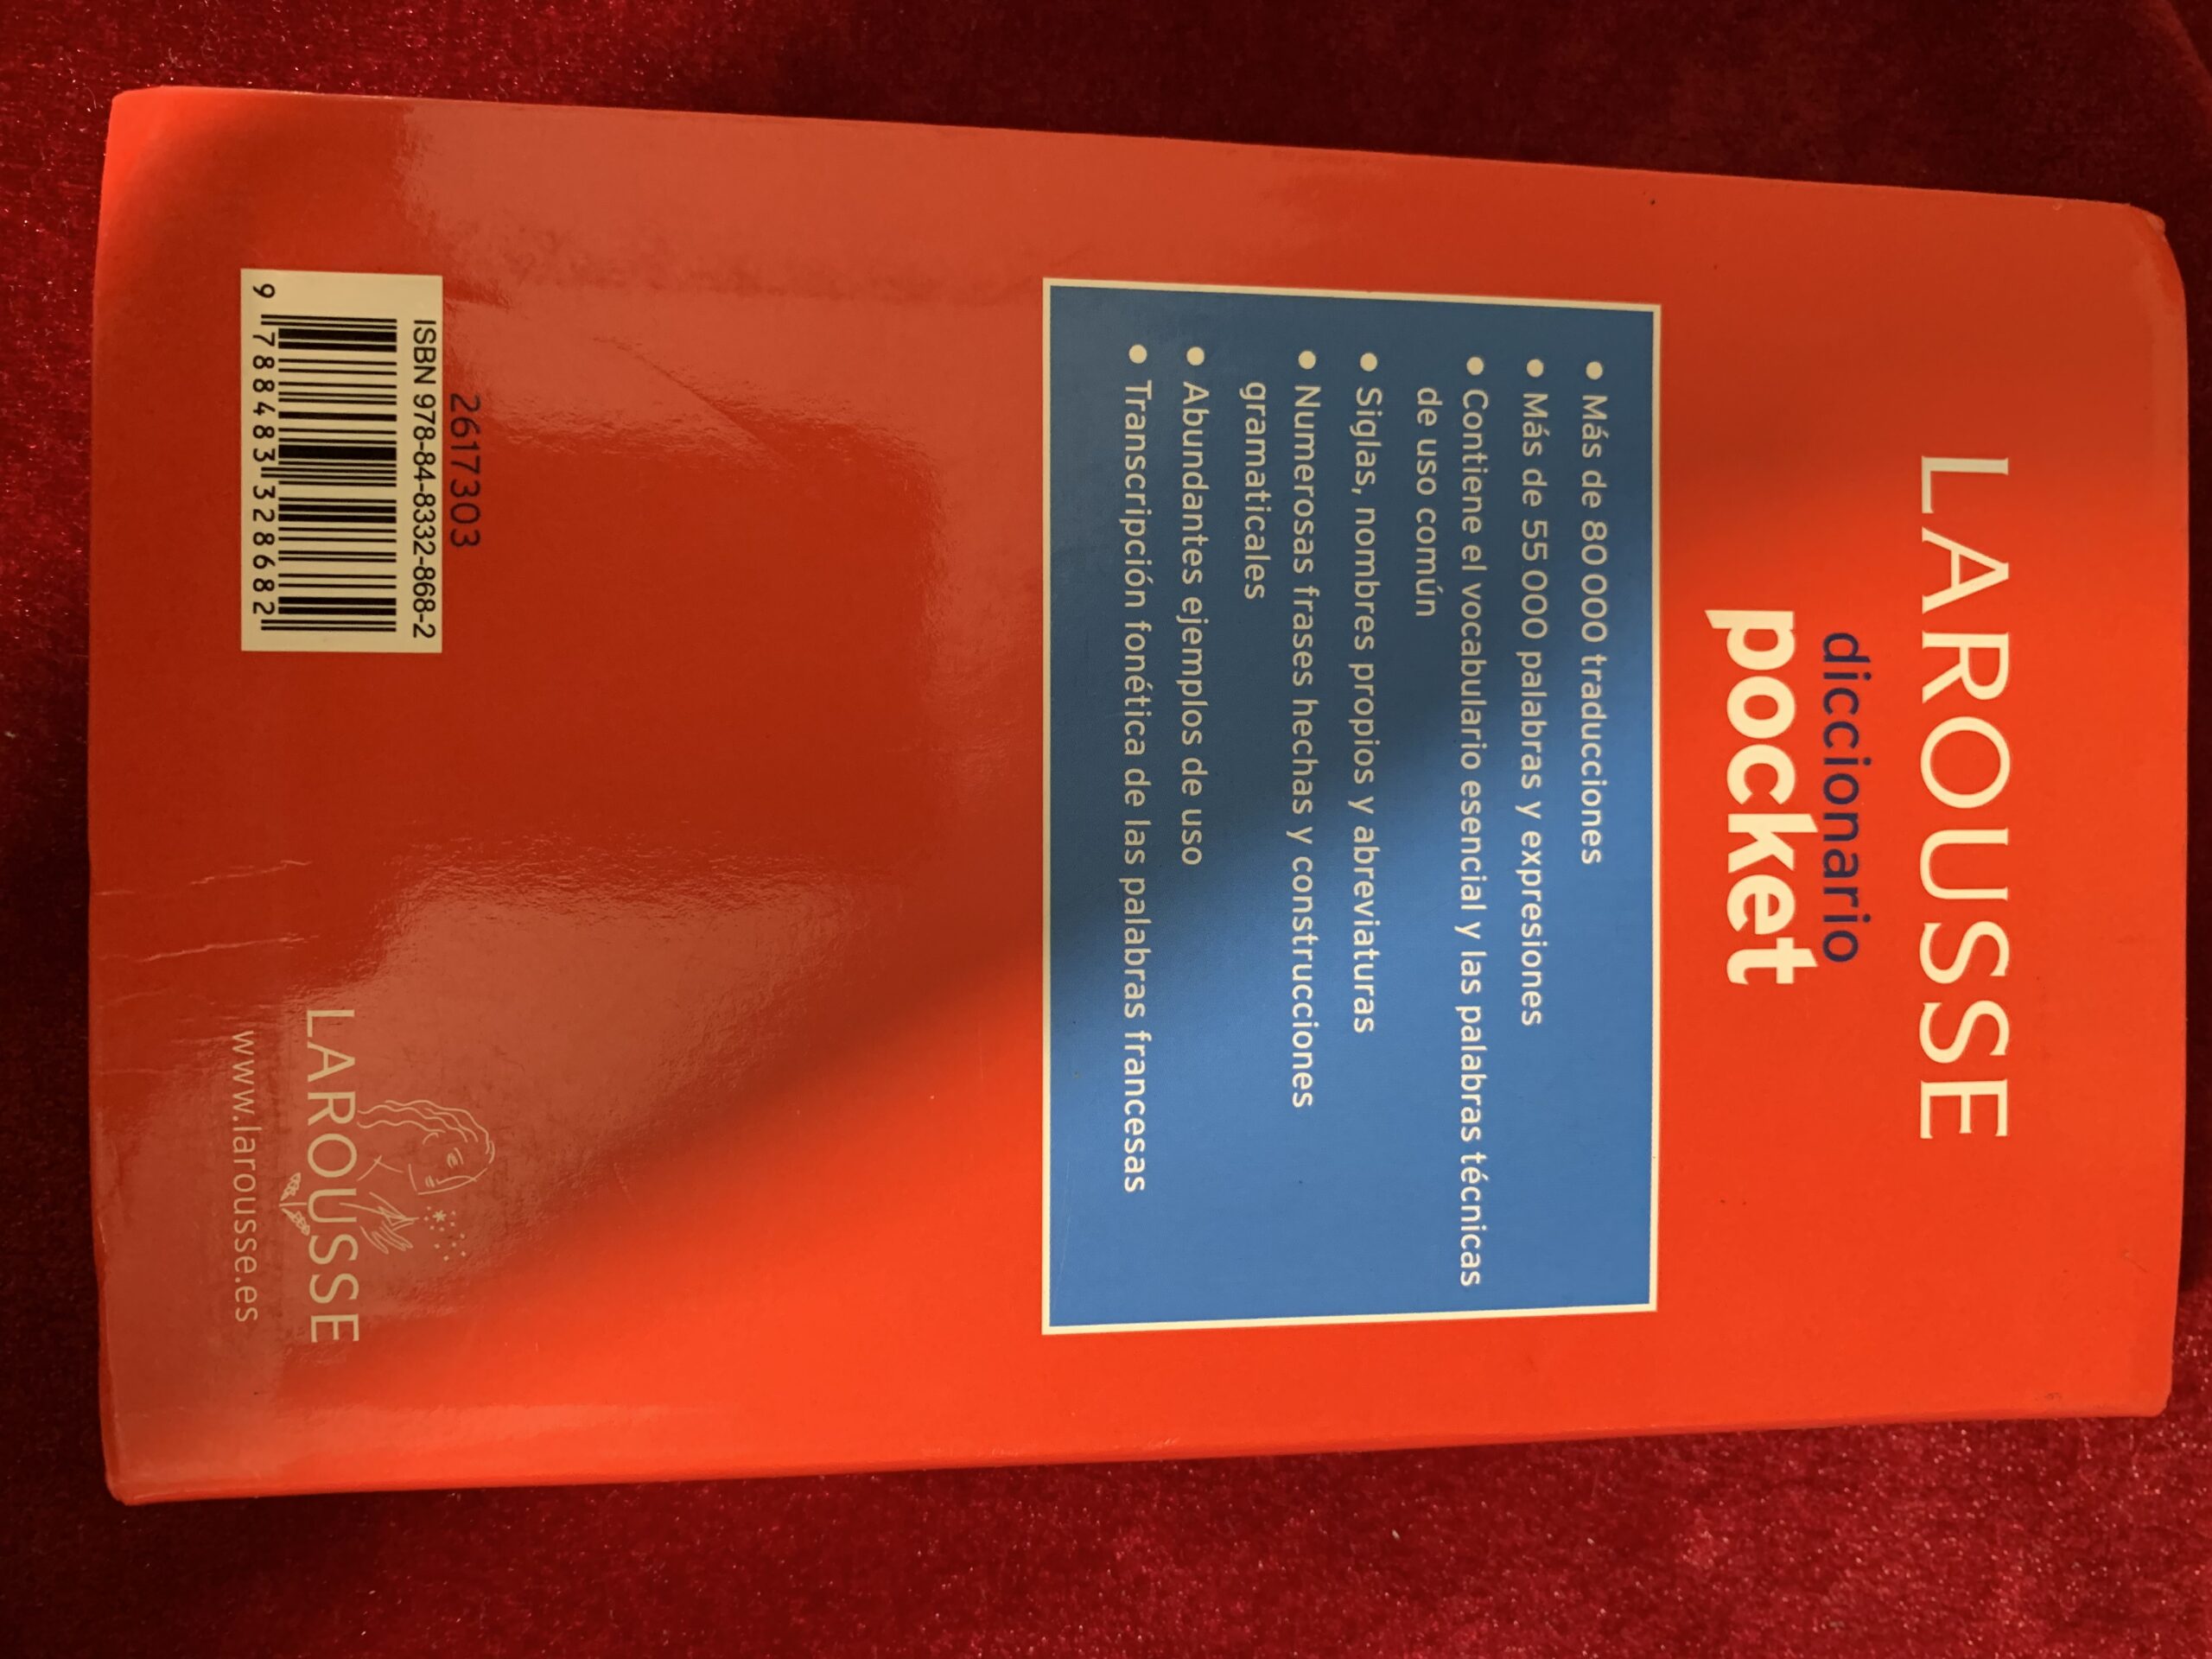 LAROUSSE
diccionario
pocket
• Más de 80 000 traducciones
• Más de 55 000 palabras y expresiones
• Contiene el vocabulario esencial y las palabras técnicas
de uso común
• Siglas, nombres propios y abreviaturas
• Numerosas frases hechas y construcciones
gramaticales
• Abundantes ejemplos de uso
• Transcripción fonética de las palabras francesas
2617303
ISBN 978-84-8332-868-2
9 788483 328682
LAROUSSE
www.larousse.es